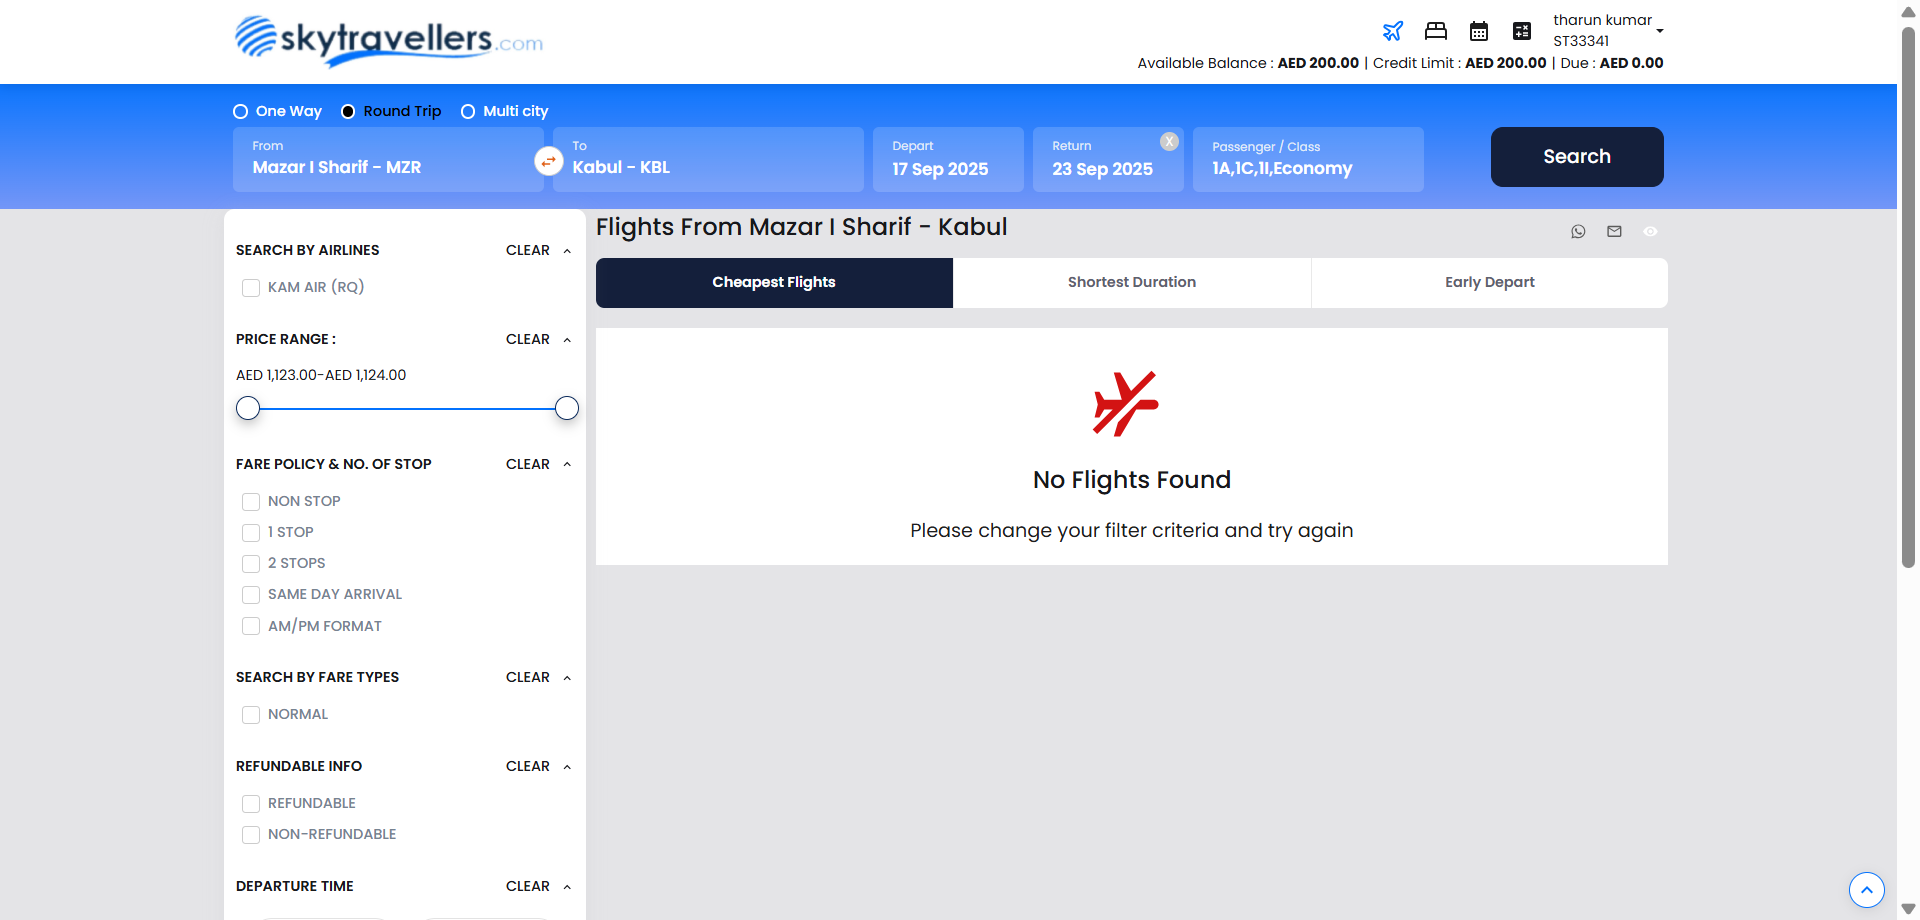 skytravellers.com
tharun kumar
ST33341
Available Balance : AED 200.00 | Credit Limit : AED 200.00 | Due : AED 0.00
One Way Round Trip Multi city
From
Mazar I Sharif - MZR
To
Kabul - KBL
Depart
17 Sep 2025
Return
X
23 Sep 2025
Passenger / Class
1A,1C,1I,Economy
Search
SEARCH BY AIRLINES CLEAR
KAM AIR (RQ)
PRICE RANGE : CLEAR
AED 1,123.00-AED 1,124.00
FARE POLICY & NO. OF STOP CLEAR
NON STOP
1 STOP
2 STOPS
SAME DAY ARRIVAL
AM/PM FORMAT
SEARCH BY FARE TYPES CLEAR
NORMAL
REFUNDABLE INFO CLEAR
REFUNDABLE
NON-REFUNDABLE
DEPARTURE TIME CLEAR
Flights From Mazar I Sharif - Kabul
Cheapest Flights Shortest Duration Early Depart
No Flights Found
Please change your filter criteria and try again